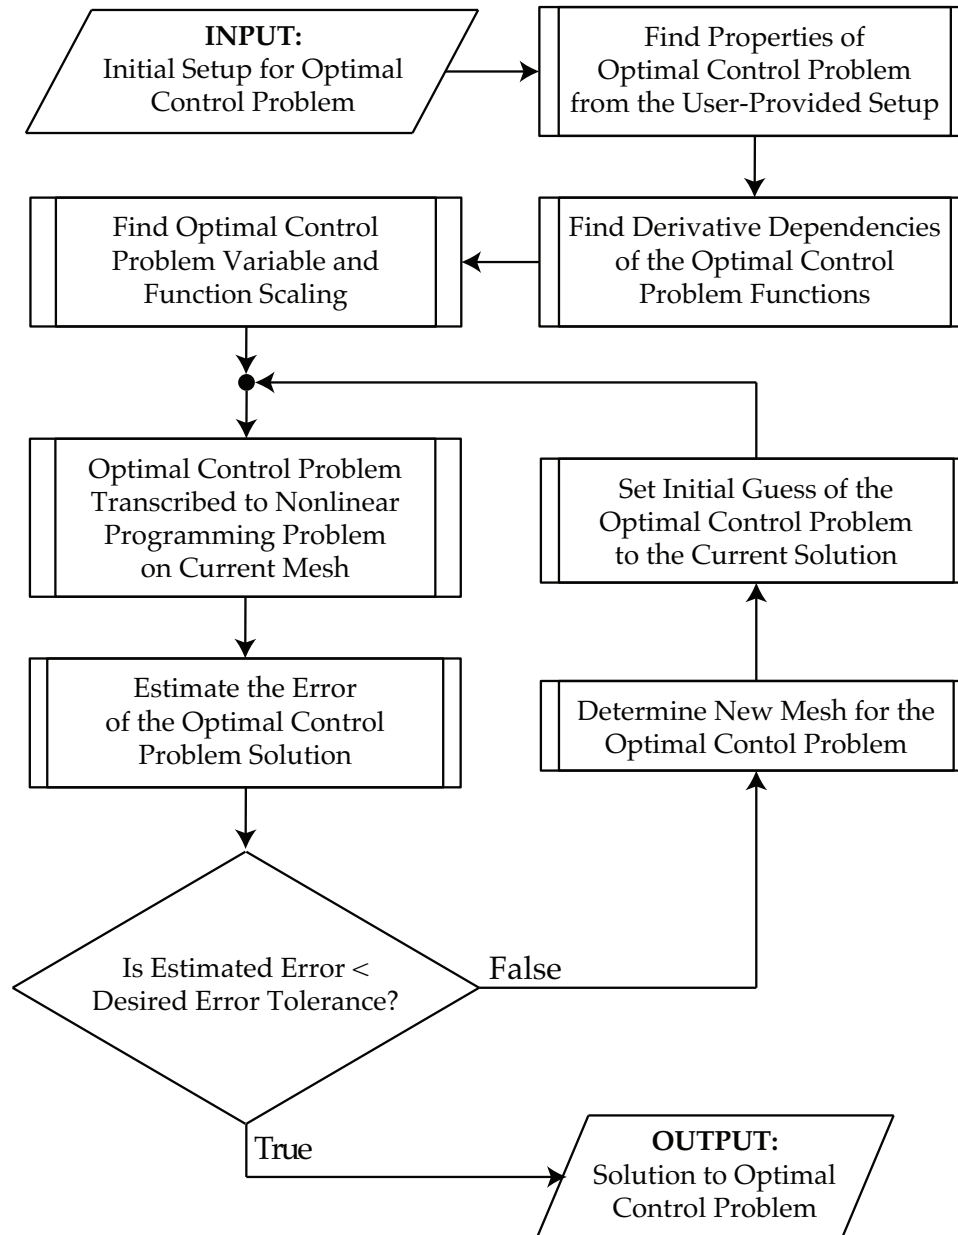 INPUT:
Initial Setup for Optimal
Control Problem
Find Properties of
Optimal Control Problem
from the User-Provided Setup
Find Derivative Dependencies
of the Optimal Control
Problem Functions
Find Optimal Control
Problem Variable and
Function Scaling
Optimal Control Problem
Transcribed to Nonlinear
Programming Problem
on Current Mesh
Estimate the Error
of the Optimal Control
Problem Solution
Is Estimated Error <
Desired Error Tolerance?
False
Determine New Mesh for the
Optimal Contol Problem
Set Initial Guess of the
Optimal Control Problem
to the Current Solution
True
OUTPUT:
Solution to Optimal
Control Problem